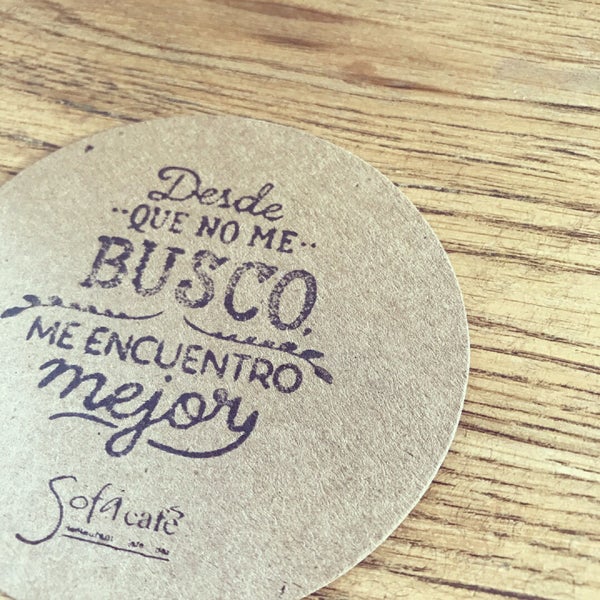 Desde
QUE NO ME
BUSCO,
ME ENCUENTRO
mejor
Sofa café